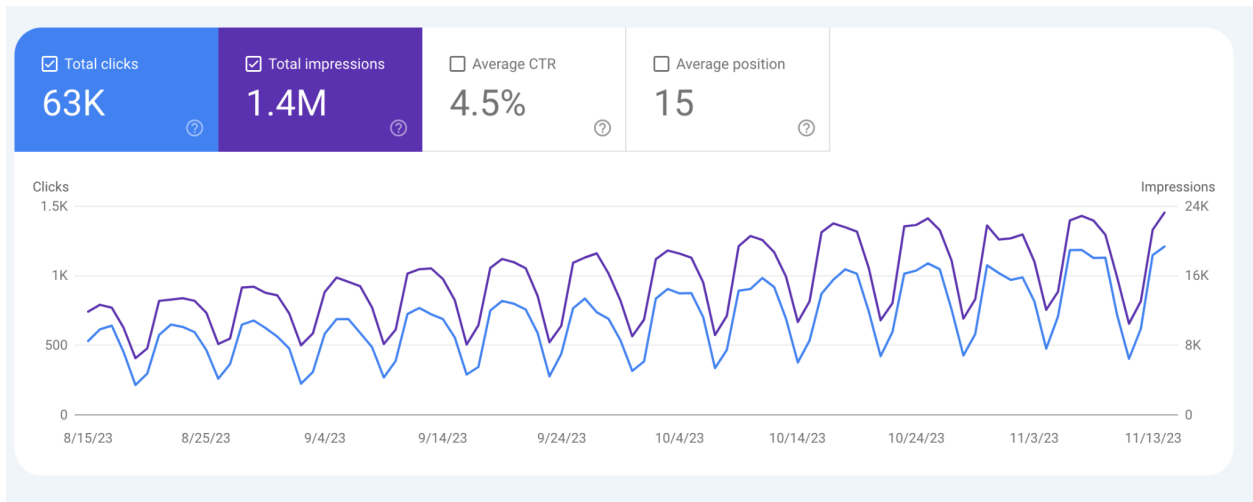 Total clicks
63K
Total impressions
1.4M
Average CTR
4.5%
Average position
15
Clicks
Impressions
1.5K
24K
1K
16K
500
8K
0
0
8/15/23
8/25/23
9/4/23
9/14/23
9/24/23
10/4/23
10/14/23
10/24/23
11/3/23
11/13/23